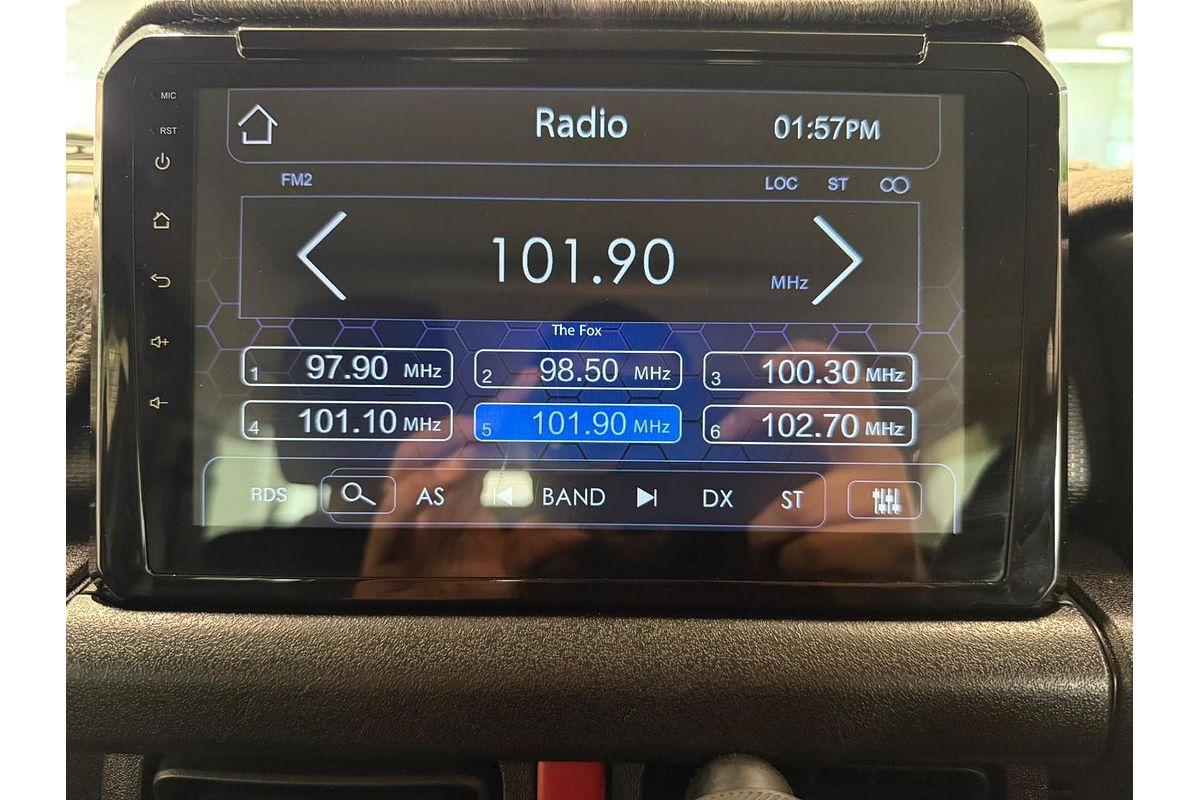 MIC
RST
Radio 01:57PM
FM2 LOC ST
101.90 MHz
The Fox
1 97.90 MHz 2 98.50 MHz 3 100.30 MHz
4 101.10 MHz 5 101.90 MHz 6 102.70 MHz
RDS AS BAND DX ST